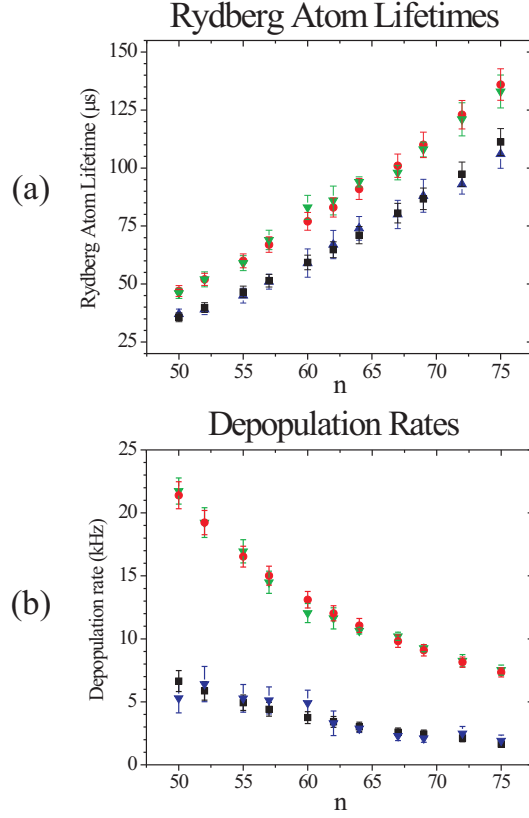 Rydberg Atom Lifetimes
(a)
Rydberg Atom Lifetime (μs)
150
125
100
75
50
25
50 55 60 65 70 75
n
Depopulation Rates
(b)
Depopulation rate (kHz)
25
20
15
10
5
0
50 55 60 65 70 75
n